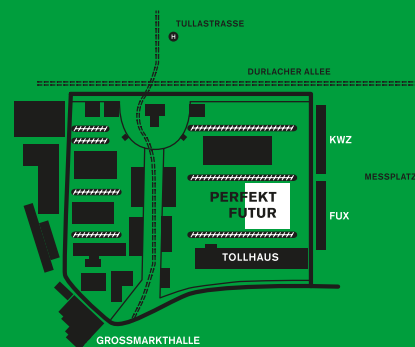 TULLASTRASSE
H
DURLACHER ALLEE
KWZ
MESSPLATZ
PERFEKT
FUTUR
FUX
TOLLHAUS
GROSSMARKTHALLE